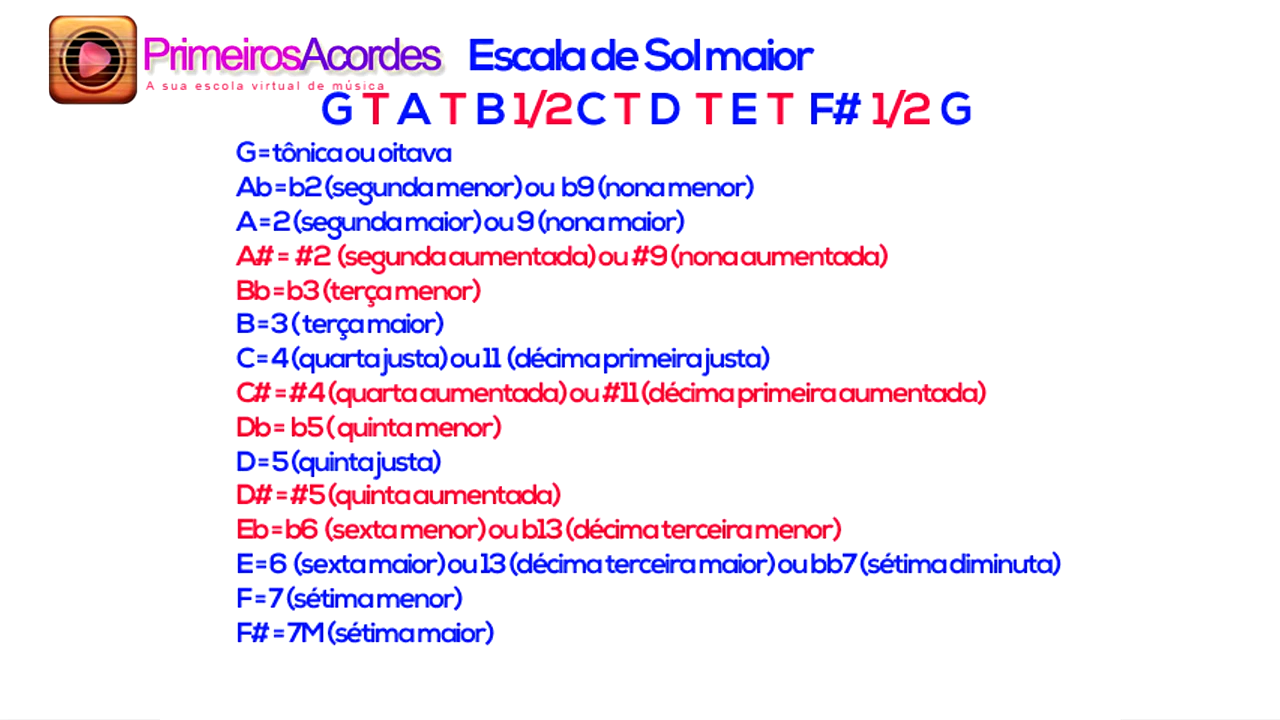 PrimeirosAcordes
A sua escola virtual de música
Escala de Sol maior
G T A T B 1/2 C T D T E T F# 1/2 G
G = tônica ou oitava
Ab = b2 (segunda menor) ou b9 (nona menor)
A = 2 (segunda maior) ou 9 (nona maior)
A# = #2 (segunda aumentada) ou #9 (nona aumentada)
Bb = b3 (terça menor)
B = 3 ( terça maior)
C = 4 (quarta justa) ou 11 (décima primeira justa)
C# = #4 (quarta aumentada) ou #11 (décima primeira aumentada)
Db = b5 ( quinta menor)
D = 5 (quinta justa)
D# = #5 (quinta aumentada)
Eb = b6 (sexta menor) ou b13 (décima terceira menor)
E = 6 (sexta maior) ou 13 (décima terceira maior) ou bb7 (sétima diminuta)
F = 7 (sétima menor)
F# = 7M (sétima maior)